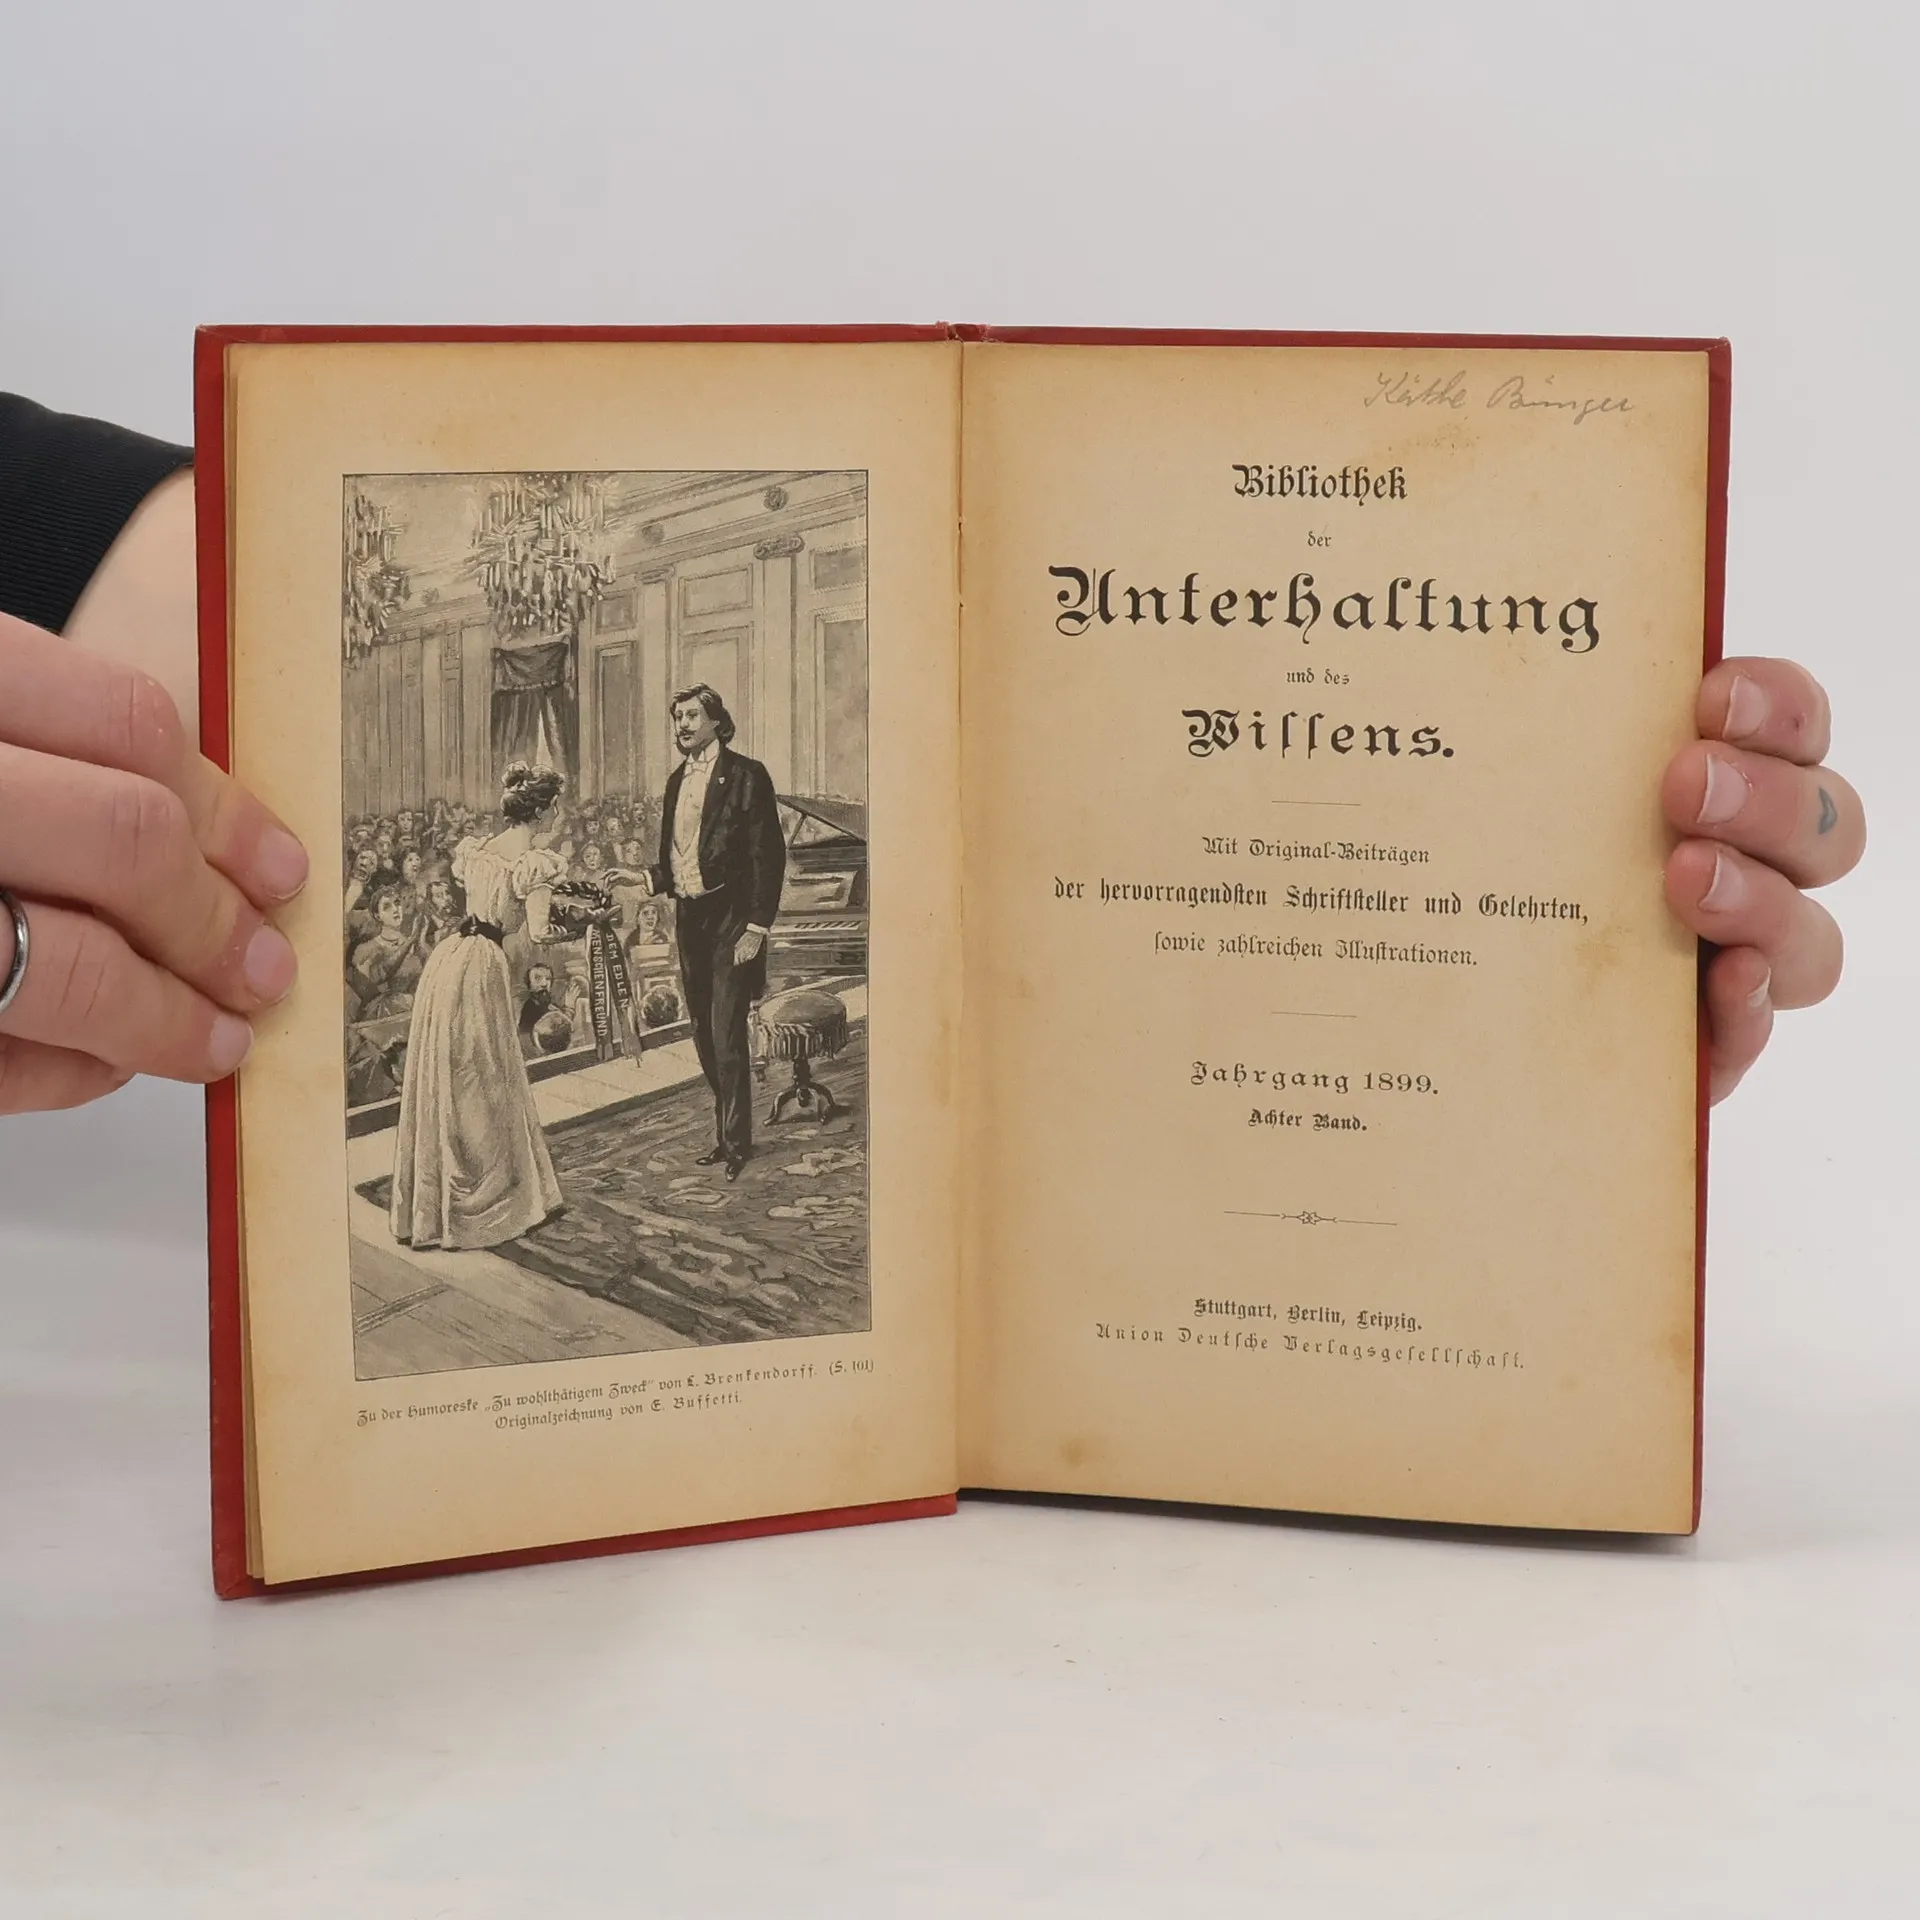 DEM EDLEN
MENSCHENFREUND
Zu der Humoreske „Zu wohlthätigem Zweck“ von L. Brenkendorff. (S. 101)
Originalzeichnung von E. Buffetti.
Käthe Bünger
Bibliothek
der
Unterhaltung
und des
Wissens.
Mit Original-Beiträgen
der hervorragendsten Schriftsteller und Gelehrten,
sowie zahlreichen Illustrationen.
Jahrgang 1899.
Achter Band.
Stuttgart, Berlin, Leipzig.
Union Deutsche Verlagsgesellschaft.